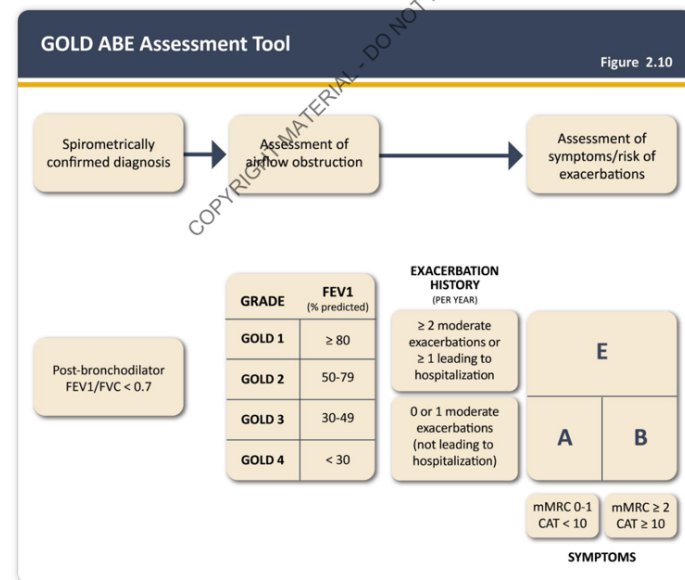 GOLD ABE Assessment Tool
Figure 2.10
COPYRIGHT MATERIAL - DO NOT
Spirometrically
confirmed diagnosis
Assessment of
airflow obstruction
Assessment of
symptoms/risk of
exacerbations
Post-bronchodilator
FEV1/FVC < 0.7
GRADE
FEV1
(% predicted)
GOLD 1
≥ 80
GOLD 2
50-79
GOLD 3
30-49
GOLD 4
< 30
EXACERBATION
HISTORY
(PER YEAR)
≥ 2 moderate
exacerbations or
≥ 1 leading to
hospitalization
0 or 1 moderate
exacerbations
(not leading to
hospitalization)
E
A
B
mMRC 0-1
CAT < 10
mMRC ≥ 2
CAT ≥ 10
SYMPTOMS